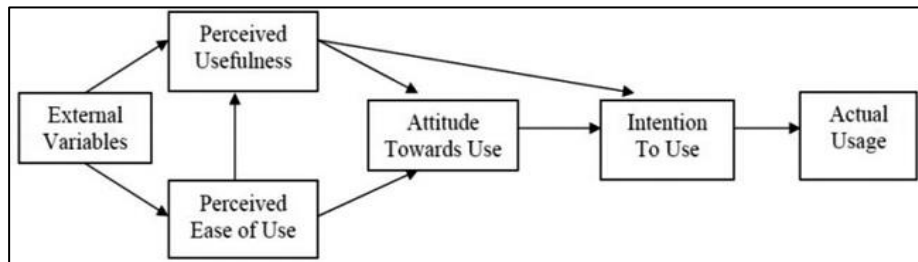 Perceived
Usefulness
External
Variables
Attitude
Towards Use
Intention
To Use
Actual
Usage
Perceived
Ease of Use